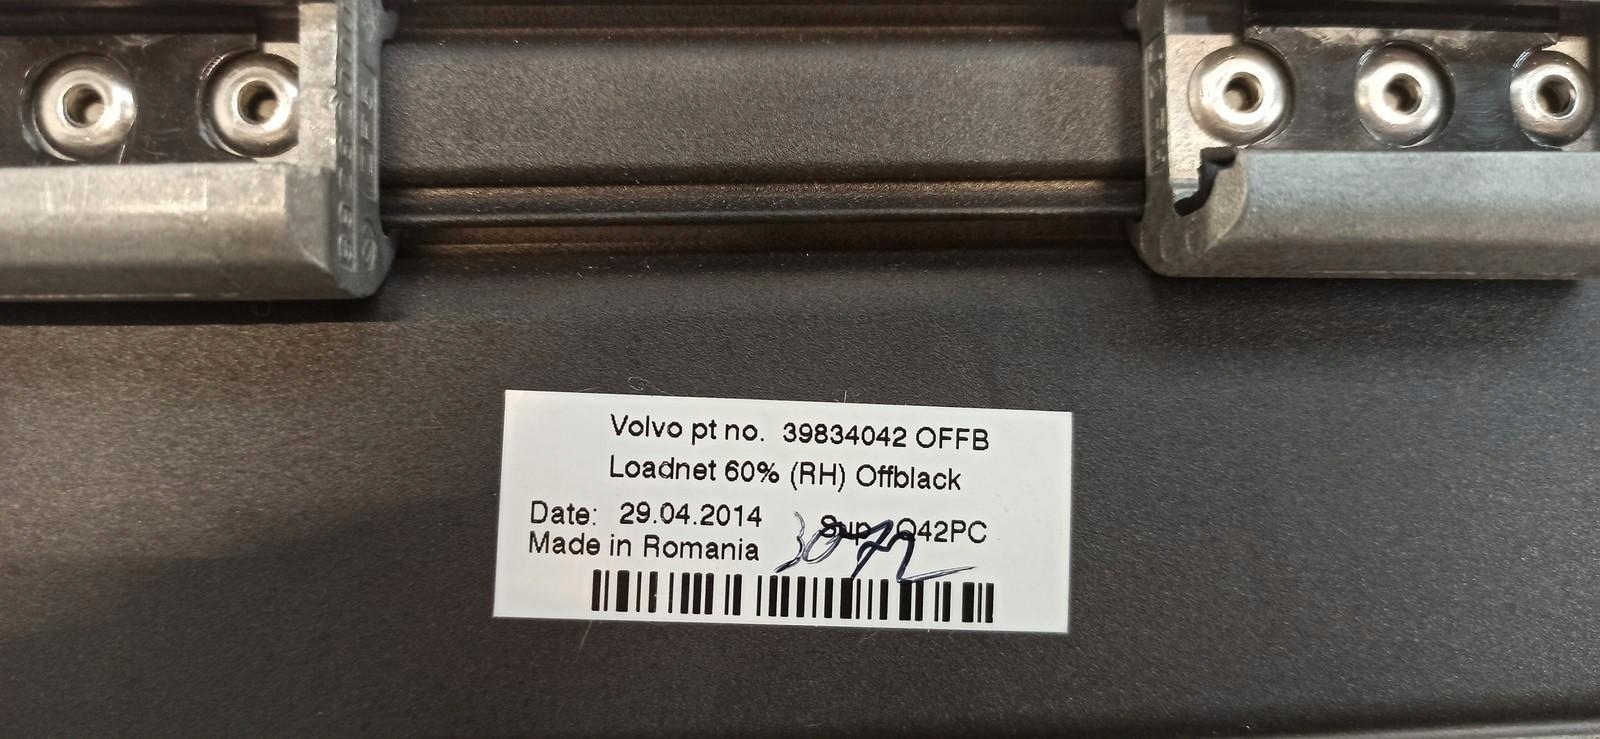 Volvo pt no. 39834042 OFFB
Loadnet 60% (RH) Offblack
Date: 29.04.2014 Sup. Q42PC
Made in Romania